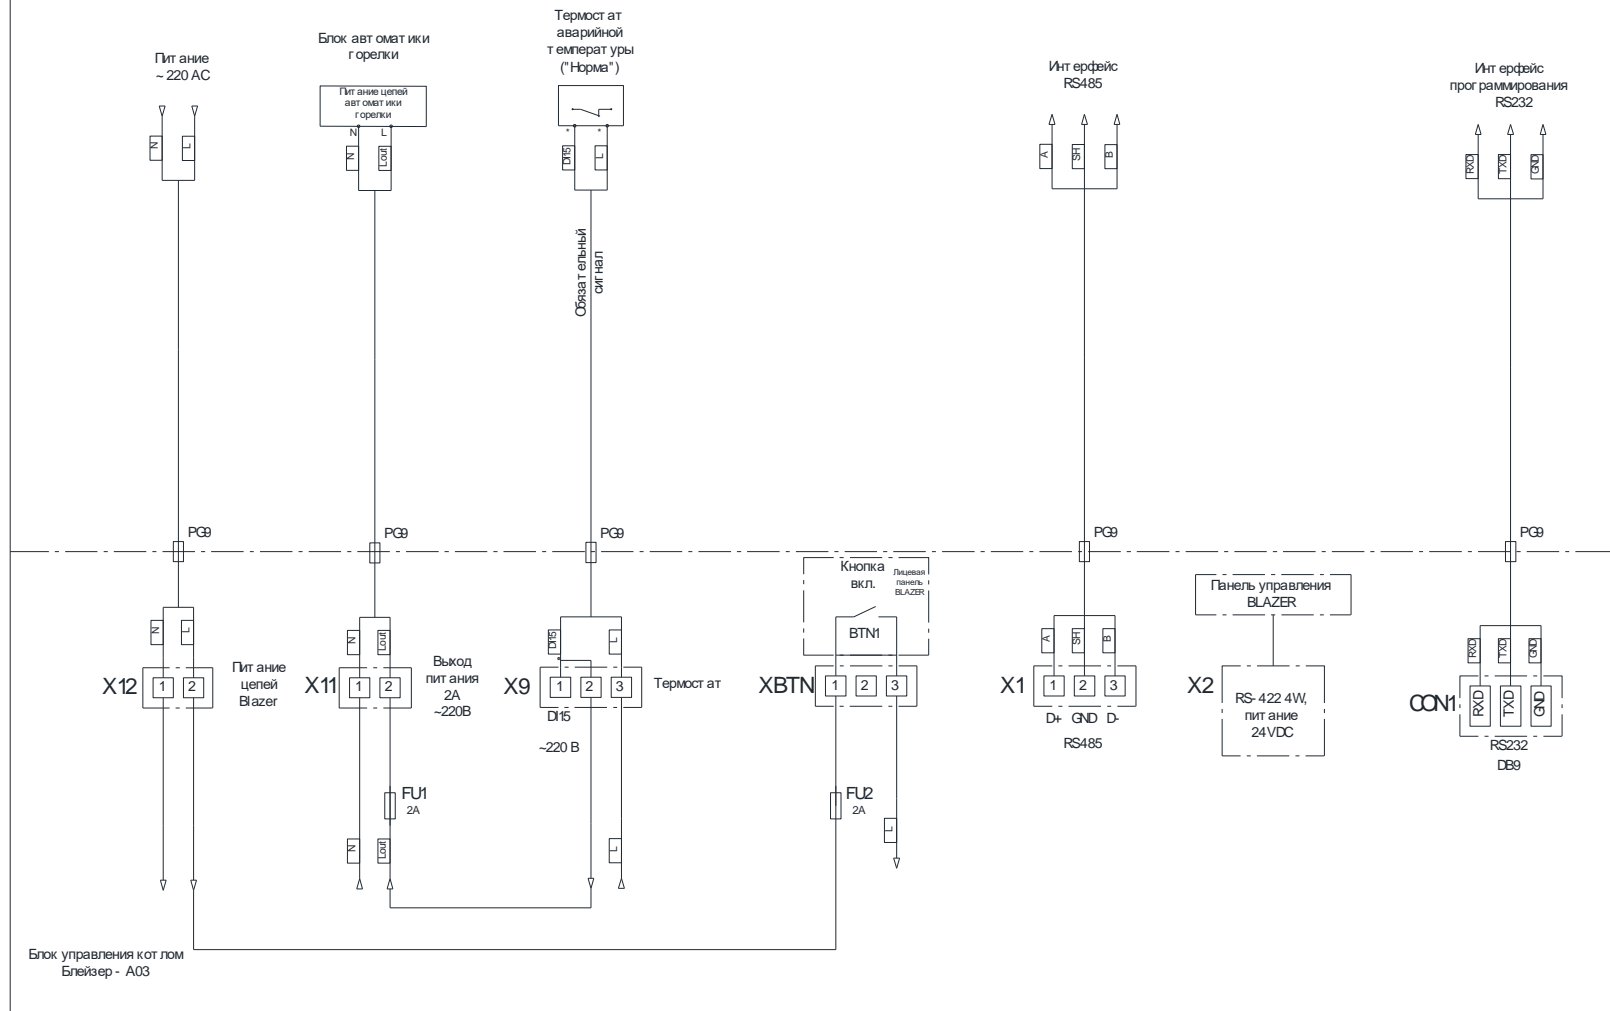 Питание
~ 220 AC
Блок автоматики
горелки
Термостат
аварийной
температуры
("Норма")
Интерфейс
RS485
Интерфейс
программирования
RS232
Питание цепей
автоматики
горелки
N
L
*
*
N
L
N
Lout
DI15
L
A
SH
B
RXD
TXD
GND
Обязательный
сигнал
PG9
PG9
PG9
PG9
PG9
Кнопка
вкл.
Лицевая
панель
BLAZER
BTN1
Панель управления
BLAZER
N
L
N
Lout
DI15
*
L
A
SH
B
RXD
TXD
GND
X12
1
2
Питание
цепей
Blazer
X11
1
2
Выход
питания
2A
~220В
X9
1
2
3
Термостат
DI15
~220 В
XBTN
1
2
3
X1
1
2
3
D+ GND D-
RS485
X2
RS-422 4W,
питание
24VDC
CON1
RXD
TXD
GND
RS232
DB9
FU1
2A
FU2
2A
N
Lout
L
L
Блок управления котлом
Блейзер - А03